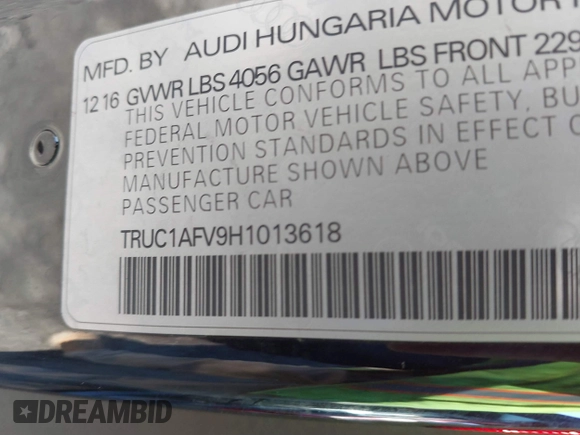 MFD. BY AUDI HUNGARIA MOTOR
12 16 GVWR LBS 4056 GAWR LBS FRONT 229
THIS VEHICLE CONFORMS TO ALL APP
FEDERAL MOTOR VEHICLE SAFETY, BU
PREVENTION STANDARDS IN EFFECT O
MANUFACTURE SHOWN ABOVE
PASSENGER CAR
TRUC1AFV9H1013618
DREAMBID